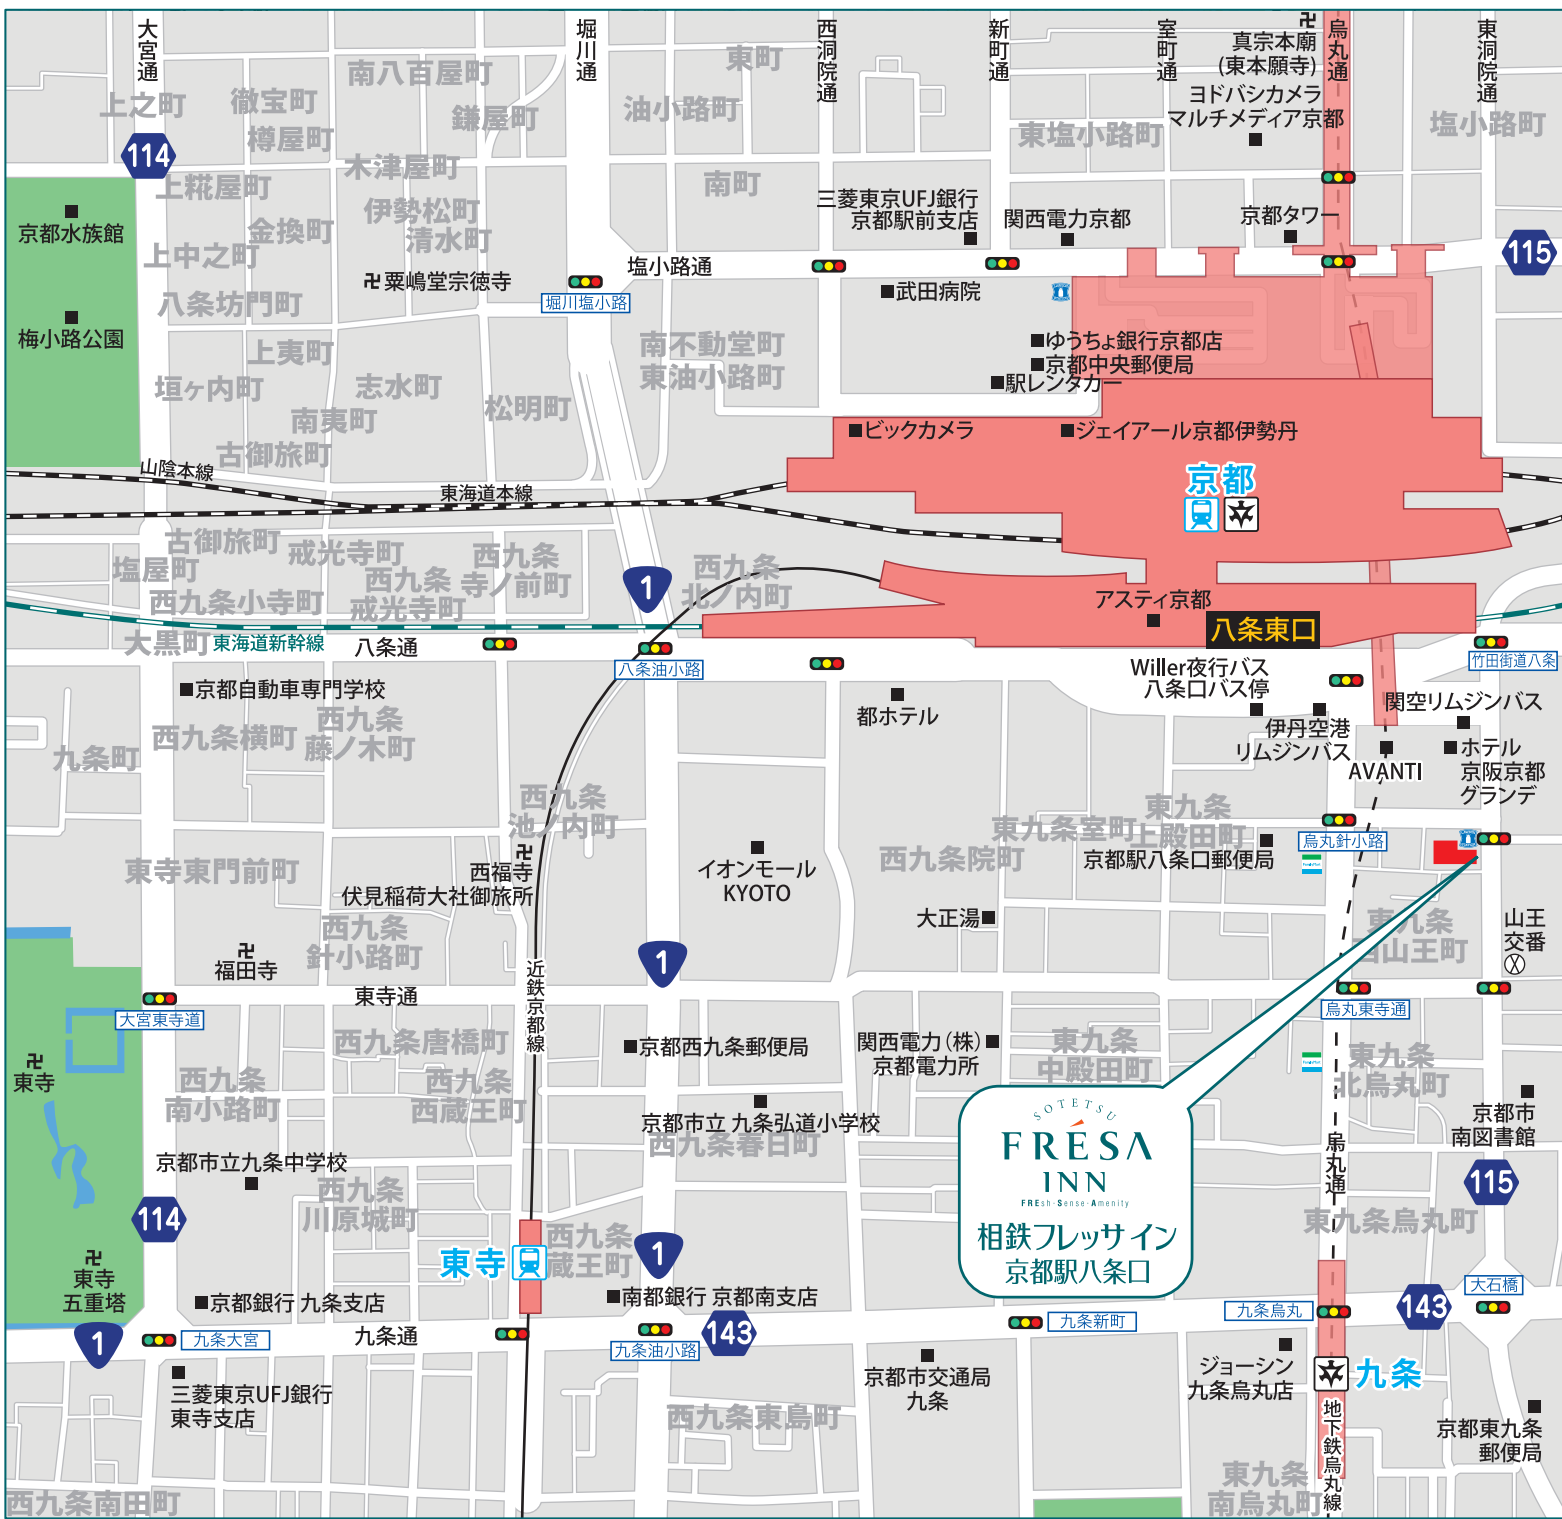 大宮通
堀川通
西洞院通
新町通
室町通
卍
真宗本廟
(東本願寺)
烏丸通
東洞院通
東町
南八百屋町
上之町
徹宝町
鎌屋町
油小路町
ヨドバシカメラ
マルチメディア京都
東塩小路町
塩小路町
樽屋町
114
木津屋町
南町
上糀屋町
三菱東京UFJ銀行
京都駅前支店
関西電力京都
京都タワー
京都水族館
伊勢松町
金換町
清水町
上中之町
115
卍粟嶋堂宗徳寺
塩小路通
堀川塩小路
武田病院
八条坊門町
梅小路公園
上夷町
南不動堂町
ゆうちょ銀行京都店
京都中央郵便局
東油小路町
駅レンタカー
垣ヶ内町
志水町
松明町
南夷町
ビックカメラ
ジェイアール京都伊勢丹
古御旅町
山陰本線
東海道本線
京都
古御旅町
戒光寺町
西九条
寺ノ前町
塩屋町
西九条
戒光寺町
1
西九条
北ノ内町
西九条小寺町
アスティ京都
八条東口
大黒町
東海道新幹線
八条通
八条油小路
竹田街道八条
Willer夜行バス
八条口バス停
京都自動車専門学校
都ホテル
関空リムジンバス
伊丹空港
リムジンバス
西九条
藤ノ木町
西九条横町
九条町
AVANTI
ホテル
京阪京都
グランデ
西九条
池ノ内町
東九条室町
東九条
上殿田町
烏丸針小路
京都駅八条口郵便局
西九条院町
イオンモール
KYOTO
卍
西福寺
伏見稲荷大社御旅所
東寺東門前町
大正湯
東九条
西山王町
山王
交番
西九条
針小路町
卍
福田寺
近鉄京都線
1
東寺通
大宮東寺道
烏丸東寺通
西九条唐橋町
京都西九条郵便局
関西電力(株)
京都電力所
東九条
中殿田町
東九条
北烏丸町
卍
東寺
西九条
南小路町
西九条
西蔵王町
京都市立 九条弘道小学校
西九条春日町
京都市
南図書館
SOTETSU
FRESA
INN
FREsh·Sense·Amenity
相鉄フレッサイン
京都駅八条口
烏丸通
115
京都市立九条中学校
西九条
川原城町
114
東九条烏丸町
東寺
西九条
蔵王町
1
卍
東寺
五重塔
京都銀行 九条支店
南都銀行 京都南支店
143
九条烏丸
143
大石橋
九条新町
1
九条大宮
九条通
九条油小路
ジョーシン
九条烏丸店
九条
京都市交通局
九条
三菱東京UFJ銀行
東寺支店
西九条東島町
地下鉄烏丸線
京都東九条
郵便局
東九条
南烏丸町
西九条南田町